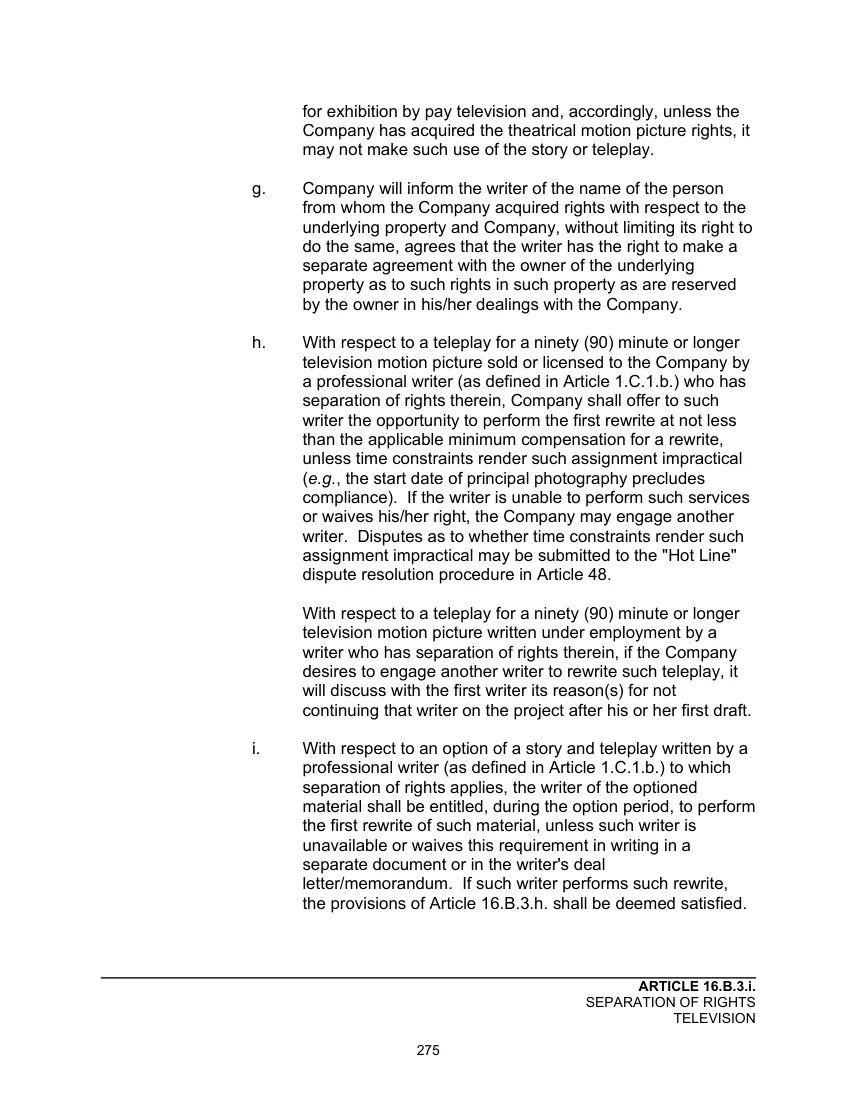 for exhibition by pay television and, accordingly, unless the
Company has acquired the theatrical motion picture rights, it
may not make such use of the story or teleplay.
g. Company will inform the writer of the name of the person
from whom the Company acquired rights with respect to the
underlying property and Company, without limiting its right to
do the same, agrees that the writer has the right to make a
separate agreement with the owner of the underlying
property as to such rights in such property as are reserved
by the owner in his/her dealings with the Company.
h. With respect to a teleplay for a ninety (90) minute or longer
television motion picture sold or licensed to the Company by
a professional writer (as defined in Article 1.C.1.b.) who has
separation of rights therein, Company shall offer to such
writer the opportunity to perform the first rewrite at not less
than the applicable minimum compensation for a rewrite,
unless time constraints render such assignment impractical
(e.g., the start date of principal photography precludes
compliance).  If the writer is unable to perform such services
or waives his/her right, the Company may engage another
writer.  Disputes as to whether time constraints render such
assignment impractical may be submitted to the "Hot Line"
dispute resolution procedure in Article 48.
With respect to a teleplay for a ninety (90) minute or longer
television motion picture written under employment by a
writer who has separation of rights therein, if the Company
desires to engage another writer to rewrite such teleplay, it
will discuss with the first writer its reason(s) for not
continuing that writer on the project after his or her first draft.
i. With respect to an option of a story and teleplay written by a
professional writer (as defined in Article 1.C.1.b.) to which
separation of rights applies, the writer of the optioned
material shall be entitled, during the option period, to perform
the first rewrite of such material, unless such writer is
unavailable or waives this requirement in writing in a
separate document or in the writer's deal
letter/memorandum.  If such writer performs such rewrite,
the provisions of Article 16.B.3.h. shall be deemed satisfied.
ARTICLE 16.B.3.i.
SEPARATION OF RIGHTS
TELEVISION
275